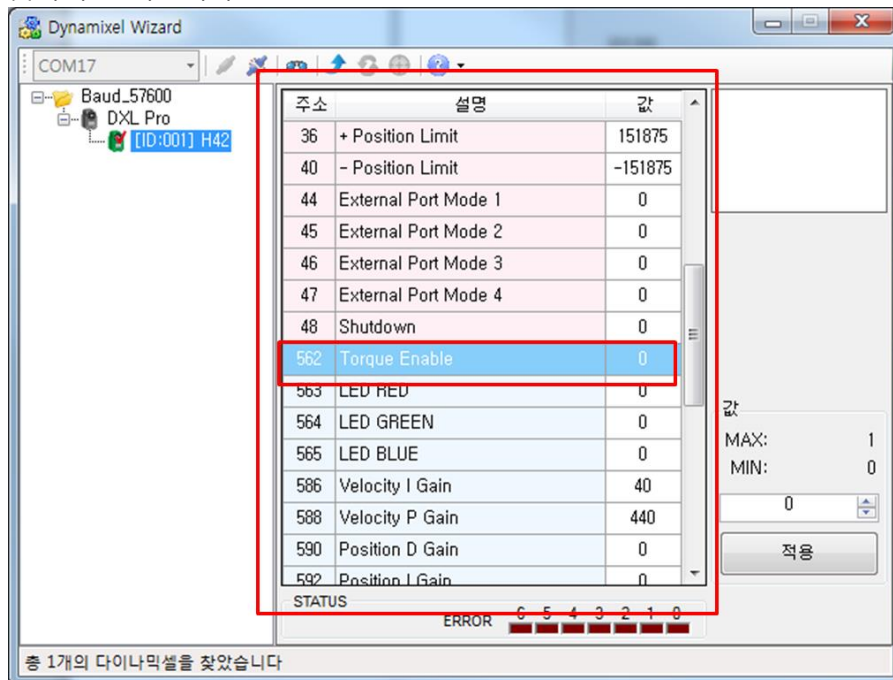 Dynamixel Wizard
COM17
Baud_57600
DXL Pro
[ID:001] H42
주소 설명 값
36 + Position Limit 151875
40 - Position Limit -151875
44 External Port Mode 1 0
45 External Port Mode 2 0
46 External Port Mode 3 0
47 External Port Mode 4 0
48 Shutdown 0
562 Torque Enable 0
563 LED RED 0
564 LED GREEN 0
565 LED BLUE 0
586 Velocity I Gain 40
588 Velocity P Gain 440
590 Position D Gain 0
592 Position I Gain 0
값
MAX: 1
MIN: 0
0
적용
STATUS
ERROR 6 5 4 3 2 1 0
총 1개의 다이나믹셀을 찾았습니다